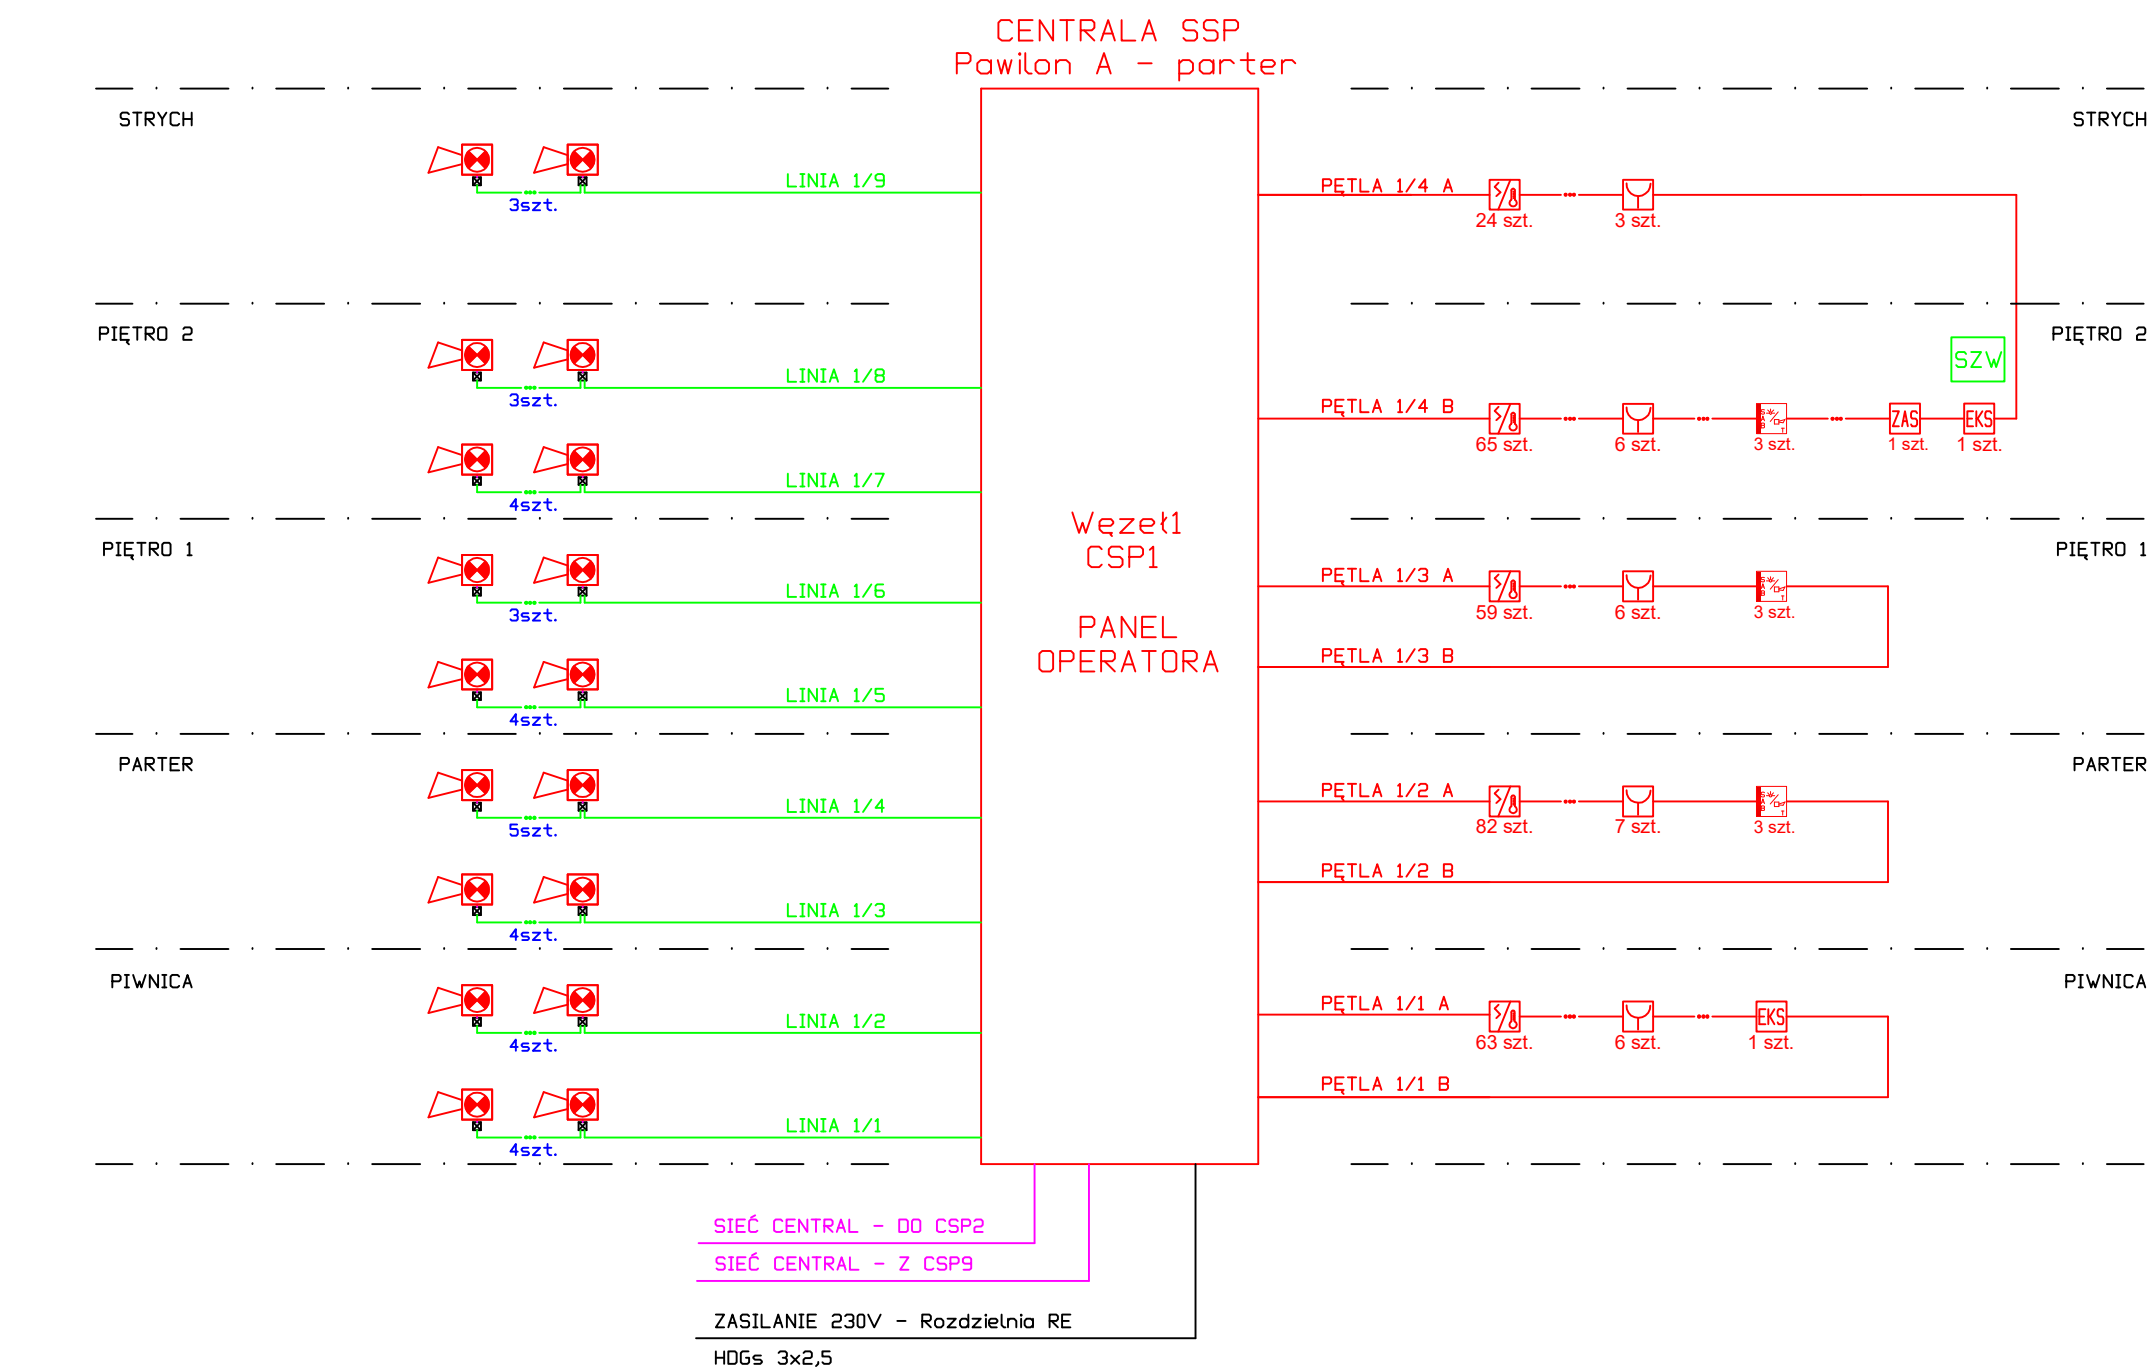 CENTRALA SSP
Pawilon A - parter
STRYCH
STRYCH
LINIA 1/9
3szt.
PĘTLA 1/4 A
24 szt.
3 szt.
PIĘTRO 2
PIĘTRO 2
SZW
LINIA 1/8
3szt.
PĘTLA 1/4 B
ZAS
EKS
65 szt.
6 szt.
3 szt.
1 szt.
1 szt.
LINIA 1/7
4szt.
PIĘTRO 1
PIĘTRO 1
Węzeł1
CSP1
PANEL
OPERATORA
LINIA 1/6
3szt.
PĘTLA 1/3 A
59 szt.
6 szt.
3 szt.
PĘTLA 1/3 B
LINIA 1/5
4szt.
PARTER
PARTER
LINIA 1/4
5szt.
PĘTLA 1/2 A
82 szt.
7 szt.
3 szt.
PĘTLA 1/2 B
LINIA 1/3
4szt.
PIWNICA
PIWNICA
LINIA 1/2
4szt.
PĘTLA 1/1 A
EKS
63 szt.
6 szt.
1 szt.
PĘTLA 1/1 B
LINIA 1/1
4szt.
SIEĆ CENTRAL - DO CSP2
SIEĆ CENTRAL - Z CSP9
ZASILANIE 230V - Rozdzielnia RE
HDGs 3x2,5